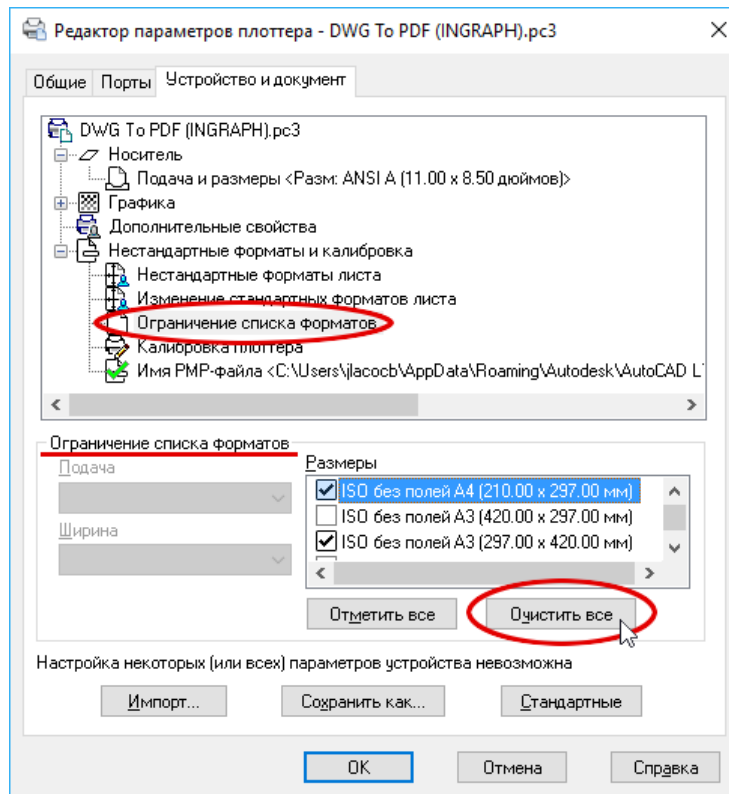 Редактор параметров плоттера - DWG To PDF (INGRAPH).pc3
Общие Порты Устройство и документ
DWG To PDF (INGRAPH).pc3
Носитель
Подача и размеры <Разм: ANSI A (11.00 x 8.50 дюймов)>
Графика
Дополнительные свойства
Нестандартные форматы и калибровка
Нестандартные форматы листа
Изменение стандартных форматов листа
Ограничение списка форматов
Калибровка плоттера
Имя PMP-файла <C:\Users\jlacocb\AppData\Roaming\Autodesk\AutoCAD L
Ограничение списка форматов
Подача
Размеры
ISO без полей A4 (210.00 x 297.00 мм)
ISO без полей A3 (420.00 x 297.00 мм)
Ширина
ISO без полей A3 (297.00 x 420.00 мм)
Отметить все Очистить все
Настройка некоторых (или всех) параметров устройства невозможна
Импорт... Сохранить как... Стандартные
OK Отмена Справка